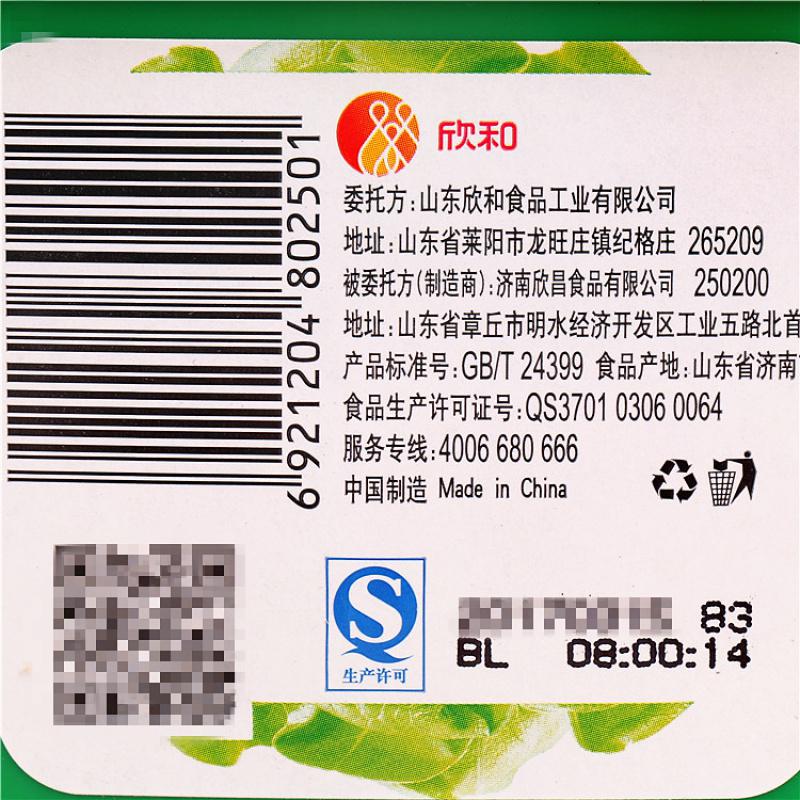 欣和
委托方:山东欣和食品工业有限公司
地址:山东省莱阳市龙旺庄镇纪格庄 265209
被委托方(制造商):济南欣昌食品有限公司 250200
地址:山东省章丘市明水经济开发区工业五路北首
产品标准号:GB/T 24399 食品产地:山东省济南
食品生产许可证号:QS3701 0306 0064
服务专线:4006 680 666
中国制造 Made in China
6 921204 802501
生产许可
83
BL 08:00:14